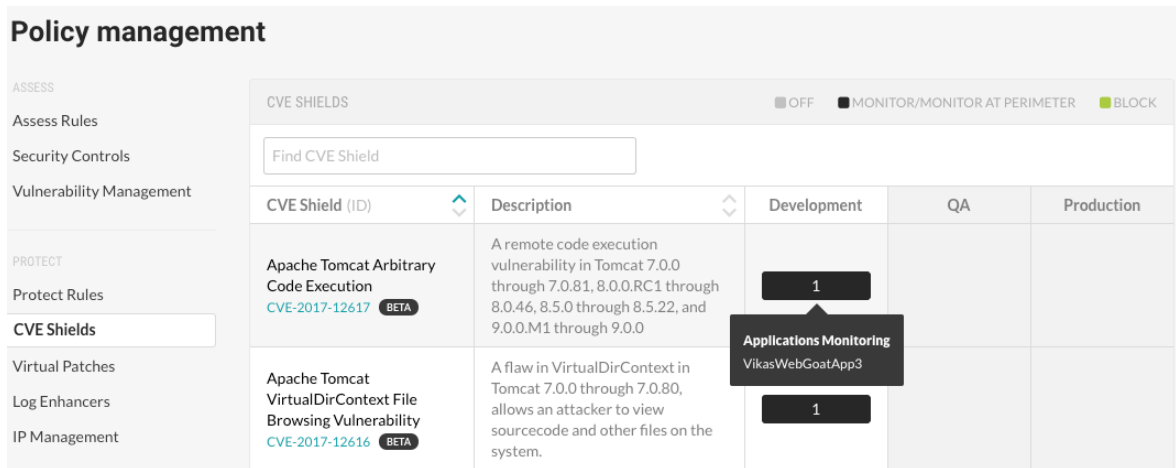 Policy management
ASSESS
Assess Rules
Security Controls
Vulnerability Management
PROTECT
Protect Rules
CVE Shields
Virtual Patches
Log Enhancers
IP Management
CVE SHIELDS
OFF MONITOR/MONITOR AT PERIMETER BLOCK
Find CVE Shield
CVE Shield (ID) Description Development QA Production
Apache Tomcat Arbitrary
Code Execution
CVE-2017-12617 BETA
A remote code execution
vulnerability in Tomcat 7.0.0
through 7.0.81, 8.0.0.RC1 through
8.0.46, 8.5.0 through 8.5.22, and
9.0.0.M1 through 9.0.0
1
Applications Monitoring
VikasWebGoatApp3
Apache Tomcat
VirtualDirContext File
Browsing Vulnerability
CVE-2017-12616 BETA
A flaw in VirtualDirContext in
Tomcat 7.0.0 through 7.0.80,
allows an attacker to view
sourcecode and other files on the
system.
1